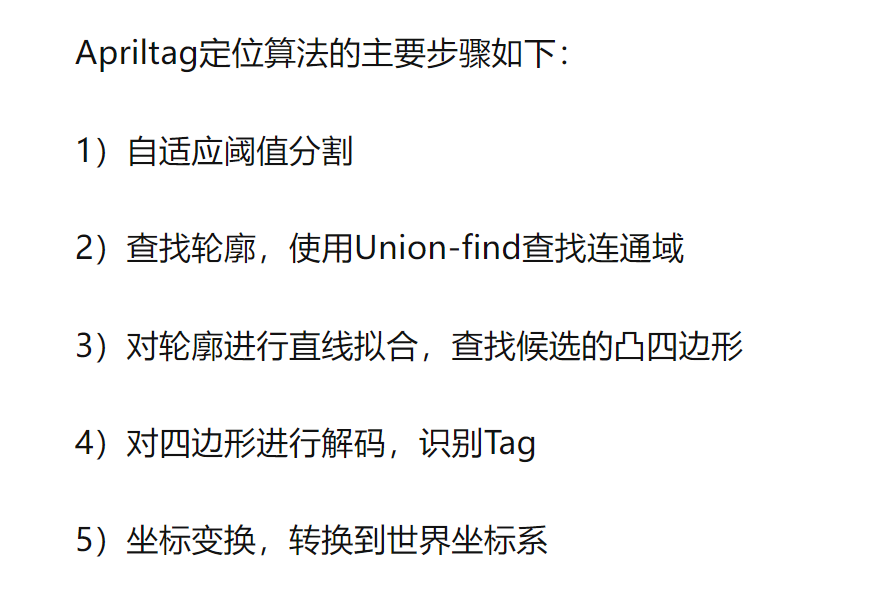 Apriltag定位算法的主要步骤如下：
1）自适应阈值分割
2）查找轮廓，使用Union-find查找连通域
3）对轮廓进行直线拟合，查找候选的凸四边形
4）对四边形进行解码，识别Tag
5）坐标变换，转换到世界坐标系